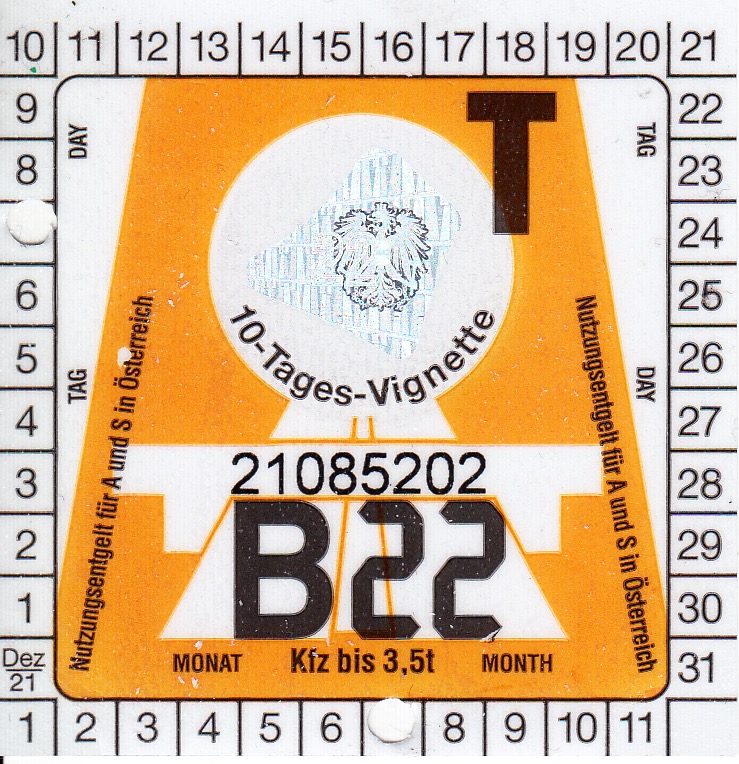 10 11 12 13 14 15 16 17 18 19 20 21
9 22
8 23
24
6 25
5 26
4 27
3 28
2 29
1 30
Dez
21
31
1 2 3 4 5 6 8 9 10 11
DAY
TAG
T
10-Tages-Vignette
TAG
DAY
Nutzungsentgelt für A und S in Österreich
Nutzungsentgelt für A und S in Österreich
21085202
B22
MONAT Kfz bis 3,5t MONTH